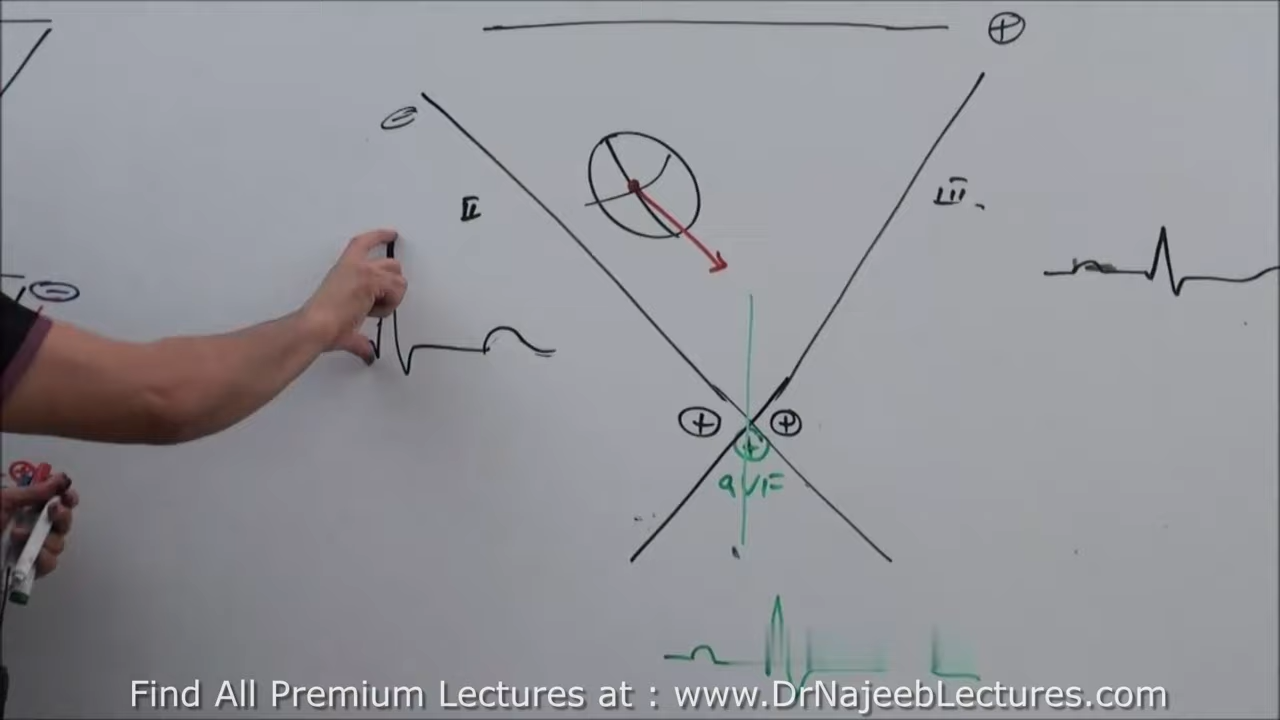 +
-
II
III
-
+
+
+
aVF
Find All Premium Lectures at : www.DrNajeebLectures.com